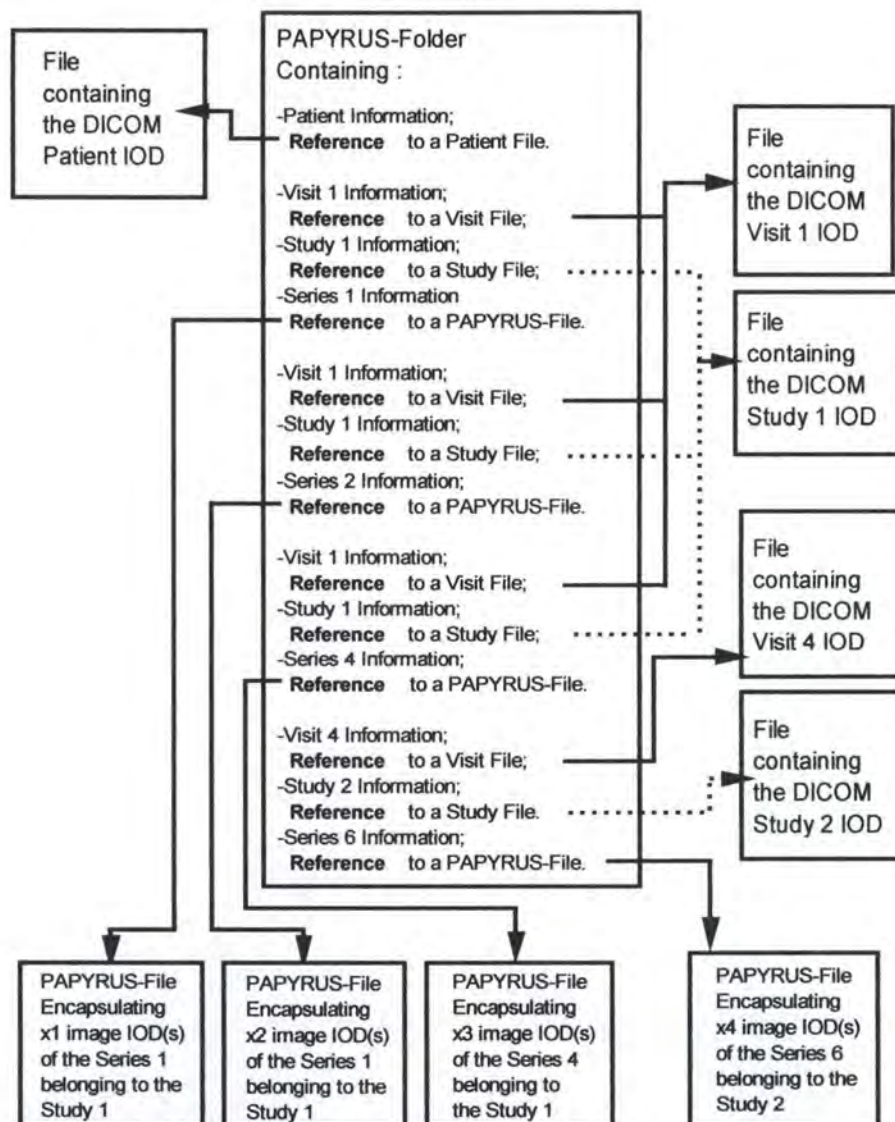 File
containing
the DICOM
Patient IOD
PAPYRUS-Folder
Containing :
-Patient Information;
Reference to a Patient File.
-Visit 1 Information;
Reference to a Visit File;
-Study 1 Information;
Reference to a Study File;
-Series 1 Information
Reference to a PAPYRUS-File.
-Visit 1 Information;
Reference to a Visit File;
-Study 1 Information;
Reference to a Study File;
-Series 2 Information;
Reference to a PAPYRUS-File.
-Visit 1 Information;
Reference to a Visit File;
-Study 1 Information;
Reference to a Study File;
-Series 4 Information;
Reference to a PAPYRUS-File.
-Visit 4 Information;
Reference to a Visit File;
-Study 2 Information;
Reference to a Study File.
-Series 6 Information;
Reference to a PAPYRUS-File.
File
containing
the DICOM
Visit 1 IOD
File
containing
the DICOM
Study 1 IOD
File
containing
the DICOM
Visit 4 IOD
File
containing
the DICOM
Study 2 IOD
PAPYRUS-File
Encapsulating
x1 image IOD(s)
of the Series 1
belonging to the
Study 1
PAPYRUS-File
Encapsulating
x2 image IOD(s)
of the Series 1
belonging to the
Study 1
PAPYRUS-File
Encapsulating
x3 image IOD(s)
of the Series 4
belonging to
the Study 1
PAPYRUS-File
Encapsulating
x4 image IOD(s)
of the Series 6
belonging to the
Study 2